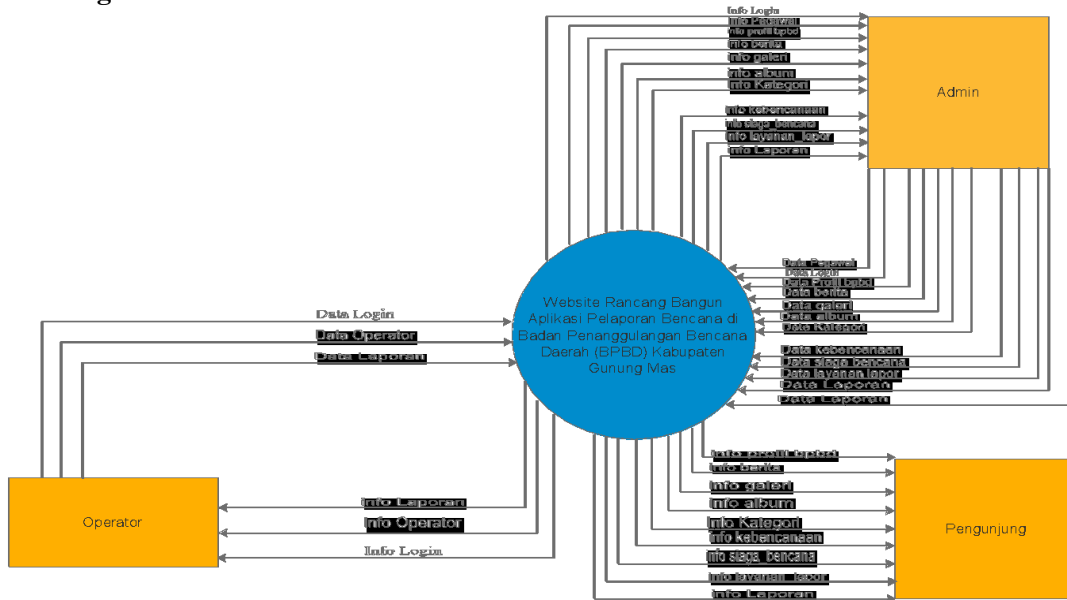 Info Login
Info Pegawai
Info profil bpbd
Info berita
Info galeri
Info album
Info Kategori
Info kebencanaan
Info siaga_bencana
Info layanan_lapor
Info Laporan
Admin
Data Pegawai
Data Login
Data Profil bpbd
Data berita
Data galeri
Data album
Data Kategori
Data kebencanaan
Data siaga_bencana
Data layanan lapor
Data Laporan
Data Laporan
Website Rancang Bangun
Aplikasi Pelaporan Bencana di
Badan Penanggulangan Bencana
Daerah (BPBD) Kabupaten
Gunung Mas
Data Login
Data Operator
Data Laporan
Operator
Info Laporan
Info Operator
Info Login
Info profil bpbd
Info berita
Info galeri
Info album
Info Kategori
Info kebencanaan
Info siaga_bencana
Info layanan_lapor
Info Laporan
Pengunjung